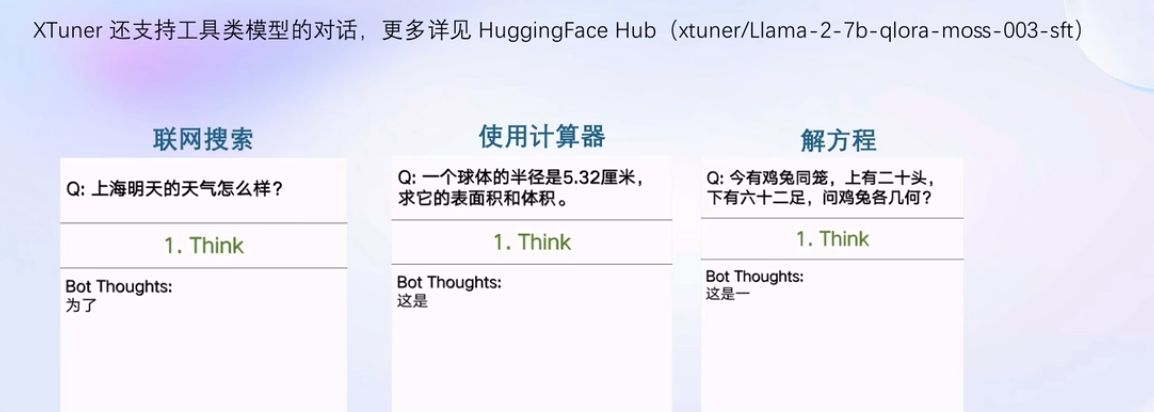 XTuner 还支持工具类模型的对话，更多详见 HuggingFace Hub（xtuner/Llama-2-7b-qlora-moss-003-sft）
联网搜索
Q: 上海明天的天气怎么样？
1. Think
Bot Thoughts:
为了
使用计算器
Q: 一个球体的半径是5.32厘米，
求它的表面积和体积。
1. Think
Bot Thoughts:
这是
解方程
Q: 今有鸡兔同笼，上有二十头，
下有六十二足，问鸡兔各几何？
1. Think
Bot Thoughts:
这是一